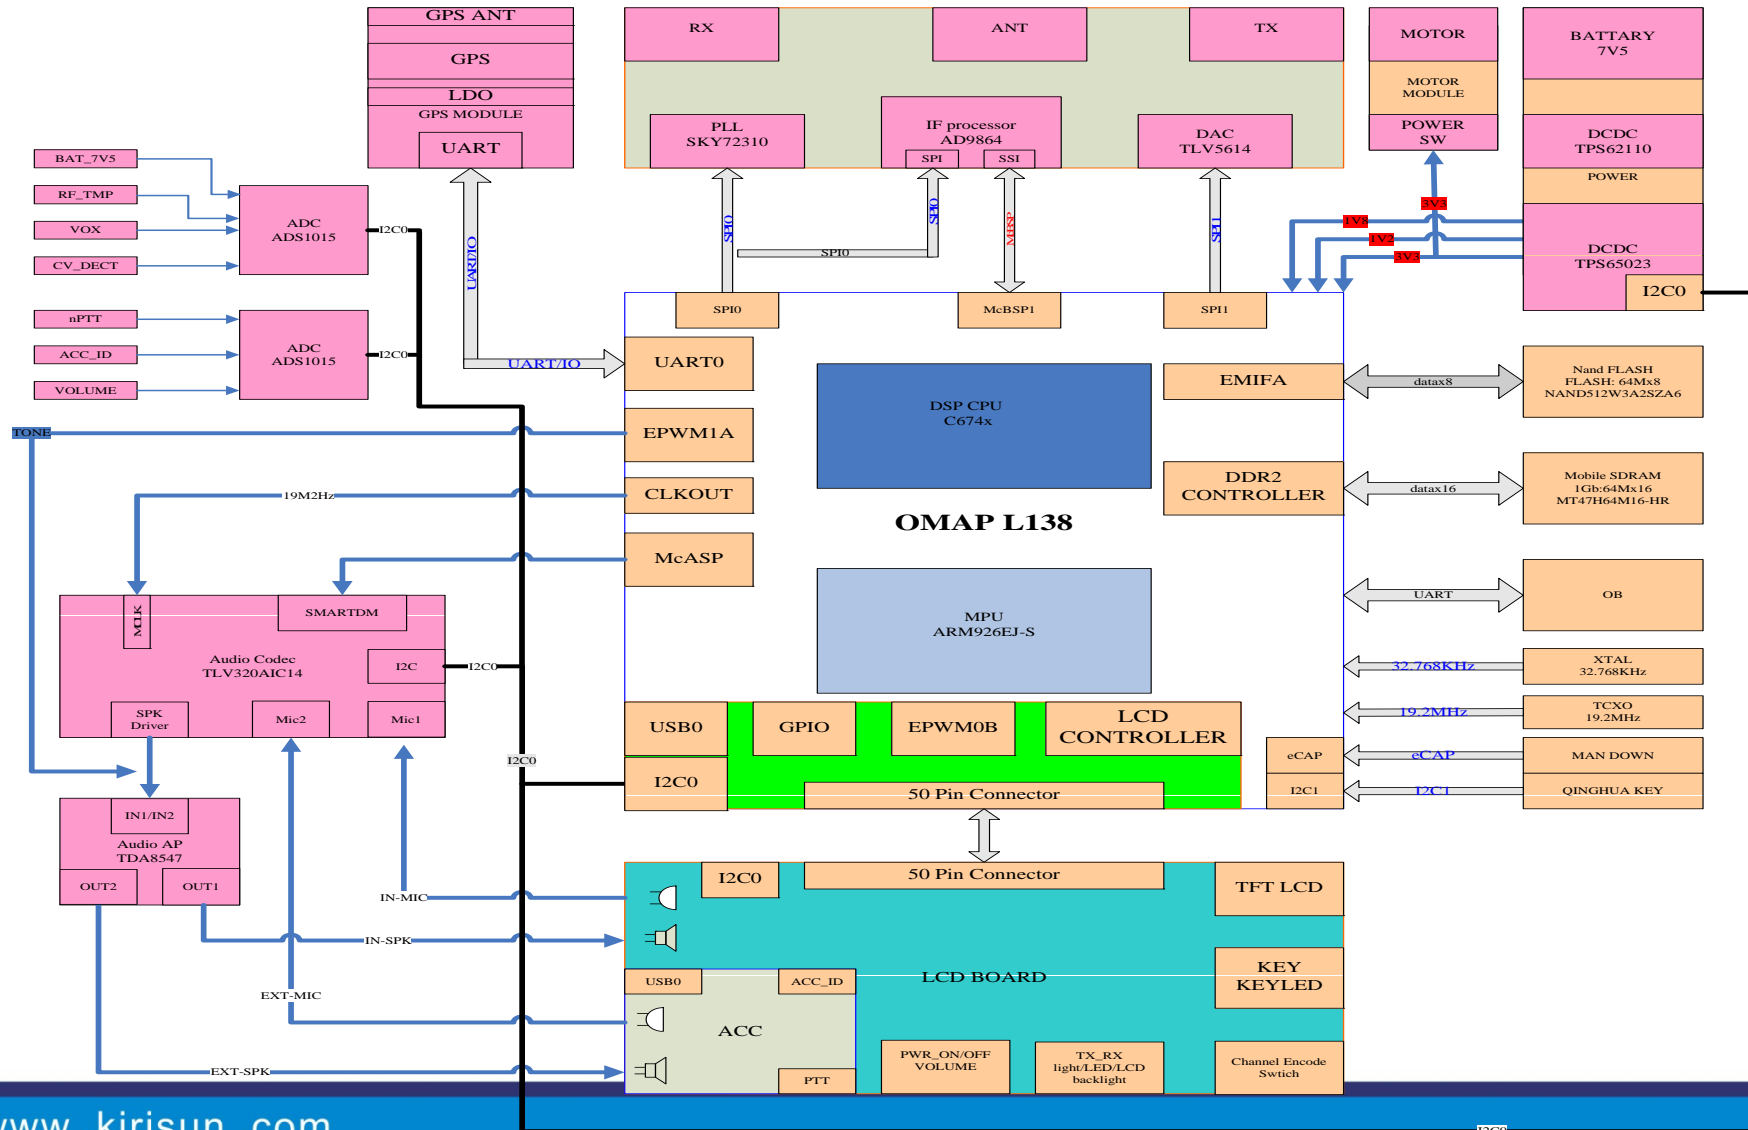 GPS ANT
GPS
LDO
GPS MODULE
UART
RX
ANT
TX
PLL
SKY72310
IF processor
AD9864
SPI
SSI
DAC
TLV5614
MOTOR
MOTOR
MODULE
POWER
SW
BATTARY
7V5
DCDC
TPS62110
POWER
DCDC
TPS65023
I2C0
3V3
1V8
1V2
3V3
BAT_7V5
RF_TMP
VOX
CV_DECT
ADC
ADS1015
I2C0
nPTT
ACC_ID
VOLUME
ADC
ADS1015
I2C0
UART/IO
UART/IO
SPI0
SPI0
SPI0
MBSP
SPI1
SPI0
McBSP1
SPI1
UART0
EPWM1A
CLKOUT
McASP
DSP CPU
C674x
OMAP L138
MPU
ARM926EJ-S
EMIFA
DDR2
CONTROLLER
datax8
Nand FLASH
FLASH: 64Mx8
NAND512W3A2SZA6
datax16
Mobile SDRAM
1Gb:64Mx16
MT47H64M16-HR
UART
OB
32.768KHz
XTAL
32.768KHz
19.2MHz
TCXO
19.2MHz
eCAP
eCAP
MAN DOWN
I2C1
I2C1
QINGHUA KEY
TONE
19M2Hz
MCLK
SMARTDM
Audio Codec
TLV320AIC14
I2C
I2C0
SPK
Driver
Mic2
Mic1
I2C0
IN1/IN2
Audio AP
TDA8547
OUT2
OUT1
IN-MIC
IN-SPK
EXT-MIC
EXT-SPK
USB0
GPIO
EPWM0B
LCD
CONTROLLER
I2C0
50 Pin Connector
I2C0
50 Pin Connector
TFT LCD
LCD BOARD
KEY
KEYLED
USB0
ACC_ID
ACC
PTT
PWR_ON/OFF
VOLUME
TX_RX
light/LED/LCD
backlight
Channel Encode
Swtich
www.kirisun.com
I2C0